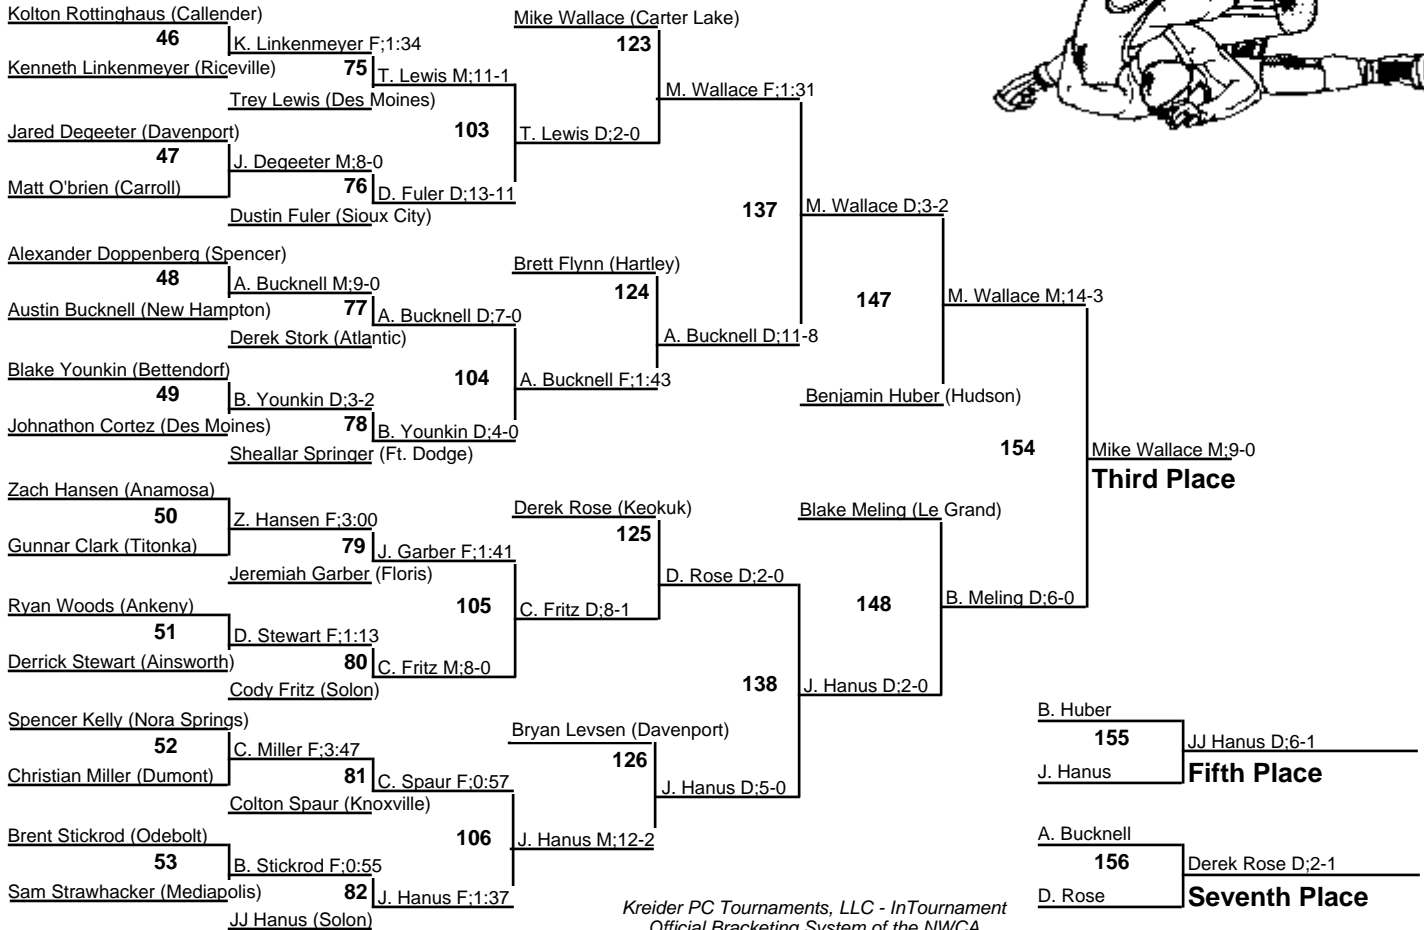 Kolton Rottinghaus (Callender)
46
K. Linkenmeyer F;1:34
Kenneth Linkenmeyer (Riceville)
75
T. Lewis M;11-1
Trey Lewis (Des Moines)
Jared Degeeter (Davenport)
47
J. Degeeter M;8-0
Matt O'brien (Carroll)
76
D. Fuler D;13-11
Dustin Fuler (Sioux City)
103
T. Lewis D;2-0
Mike Wallace (Carter Lake)
123
M. Wallace F;1:31
Alexander Doppenberg (Spencer)
48
A. Bucknell M;9-0
Austin Bucknell (New Hampton)
77
A. Bucknell D;7-0
Derek Stork (Atlantic)
Blake Younkin (Bettendorf)
49
B. Younkin D;3-2
Johnathon Cortez (Des Moines)
78
B. Younkin D;4-0
Sheallar Springer (Ft. Dodge)
104
A. Bucknell F;1:43
Brett Flynn (Hartley)
124
A. Bucknell D;11-8
137
M. Wallace D;3-2
147
M. Wallace M;14-3
Benjamin Huber (Hudson)
154
Mike Wallace M;9-0
Third Place
Zach Hansen (Anamosa)
50
Z. Hansen F;3:00
Gunnar Clark (Titonka)
79
J. Garber F;1:41
Jeremiah Garber (Floris)
Ryan Woods (Ankeny)
51
D. Stewart F;1:13
Derrick Stewart (Ainsworth)
80
C. Fritz M;8-0
Cody Fritz (Solon)
105
C. Fritz D;8-1
Derek Rose (Keokuk)
125
D. Rose D;2-0
Spencer Kelly (Nora Springs)
52
C. Miller F;3:47
Christian Miller (Dumont)
81
C. Spaur F;0:57
Colton Spaur (Knoxville)
Brent Stickrod (Odebolt)
53
B. Stickrod F;0:55
Sam Strawhacker (Mediapolis)
82
J. Hanus F;1:37
JJ Hanus (Solon)
106
J. Hanus M;12-2
Bryan Levsen (Davenport)
126
J. Hanus D;5-0
138
J. Hanus D;2-0
Blake Meling (Le Grand)
148
B. Meling D;6-0
B. Huber
155
JJ Hanus D;6-1
J. Hanus
Fifth Place
A. Bucknell
156
Derek Rose D;2-1
D. Rose
Seventh Place
Kreider PC Tournaments, LLC - InTournament
Official Bracketing System of the NWCA